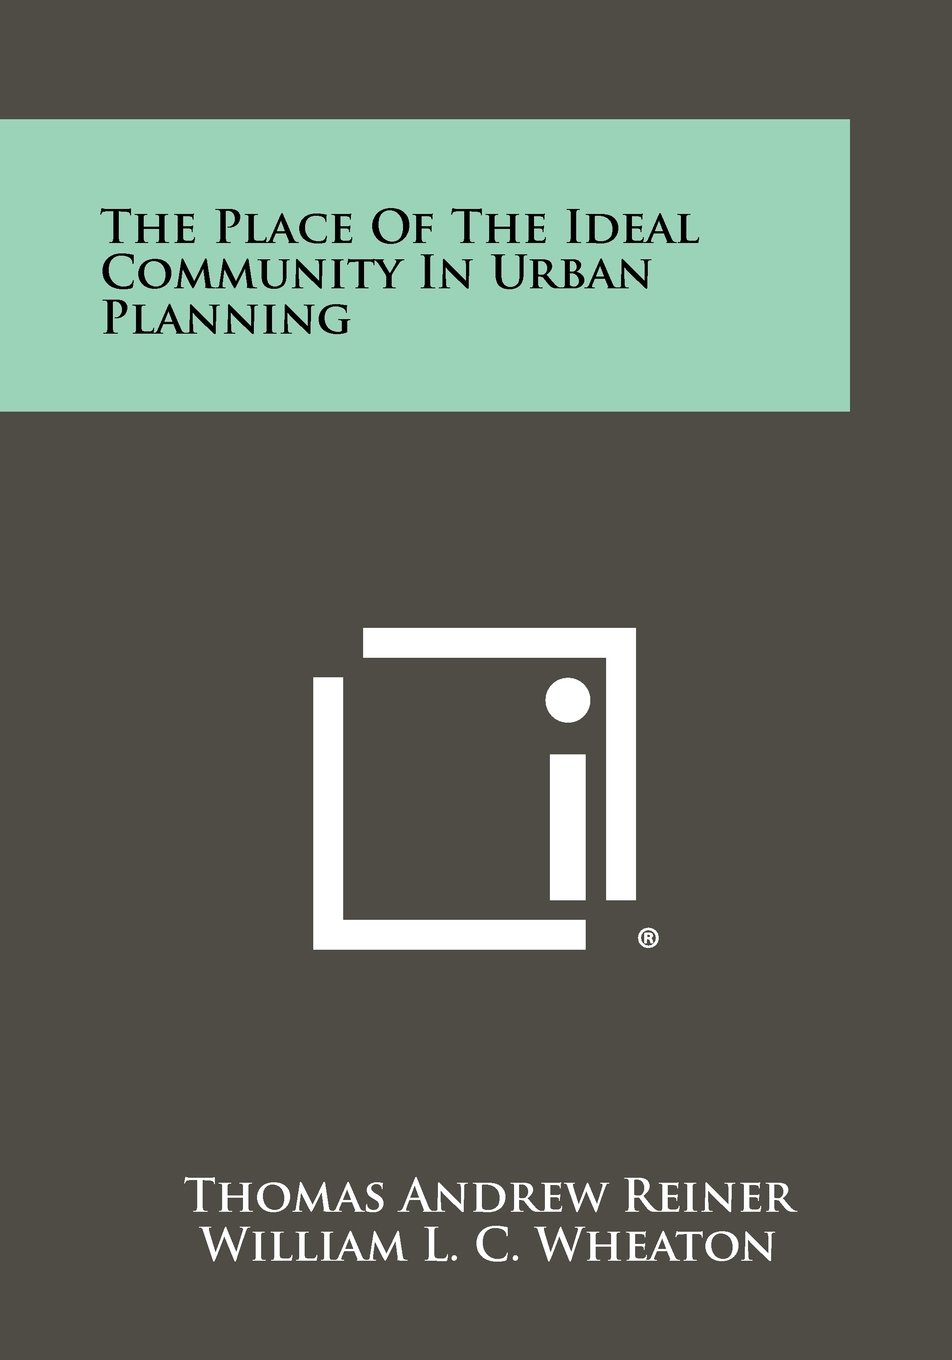 The Place Of The Ideal
Community In Urban
Planning
i
®
Thomas Andrew Reiner
William L. C. Wheaton